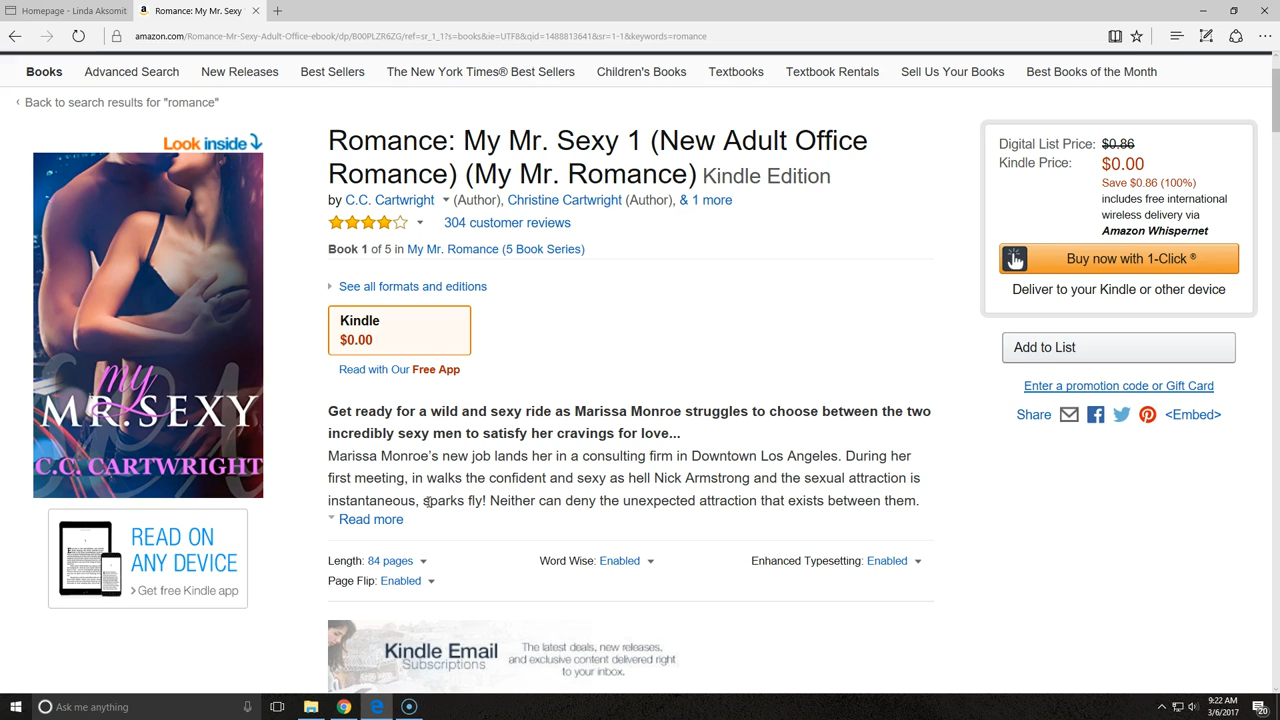 Homepage - Linda Aksomit
Romance: My Mr. Sexy
amazon.com/Romance-Mr-Sexy-Adult-Office-ebook/dp/B00PLZR6ZG/ref=sr_1_1?s=books&ie=UTF8&qid=1488813641&sr=1-1&keywords=romance
Books Advanced Search New Releases Best Sellers The New York Times® Best Sellers Children's Books Textbooks Textbook Rentals Sell Us Your Books Best Books of the Month
Back to search results for "romance"
Look inside
my
MR. SEXY
C.C. CARTWRIGHT
READ ON
ANY DEVICE
Get free Kindle app
Romance: My Mr. Sexy 1 (New Adult Office
Romance) (My Mr. Romance) Kindle Edition
by C.C. Cartwright (Author), Christine Cartwright (Author), & 1 more
304 customer reviews
Book 1 of 5 in My Mr. Romance (5 Book Series)
See all formats and editions
Kindle
$0.00
Read with Our Free App
Get ready for a wild and sexy ride as Marissa Monroe struggles to choose between the two
incredibly sexy men to satisfy her cravings for love...
Marissa Monroe's new job lands her in a consulting firm in Downtown Los Angeles. During her
first meeting, in walks the confident and sexy as hell Nick Armstrong and the sexual attraction is
instantaneous, sparks fly! Neither can deny the unexpected attraction that exists between them.
Read more
Length: 84 pages Word Wise: Enabled Enhanced Typesetting: Enabled
Page Flip: Enabled
Kindle Email
Subscriptions
The latest deals, new releases,
and exclusive content delivered right
to your inbox.
Digital List Price: $0.86
Kindle Price: $0.00
Save $0.86 (100%)
includes free international
wireless delivery via
Amazon Whispernet
Buy now with 1-Click ®
Deliver to your Kindle or other device
Add to List
Enter a promotion code or Gift Card
Share <Embed>
Ask me anything
9:22 AM
3/6/2017
20